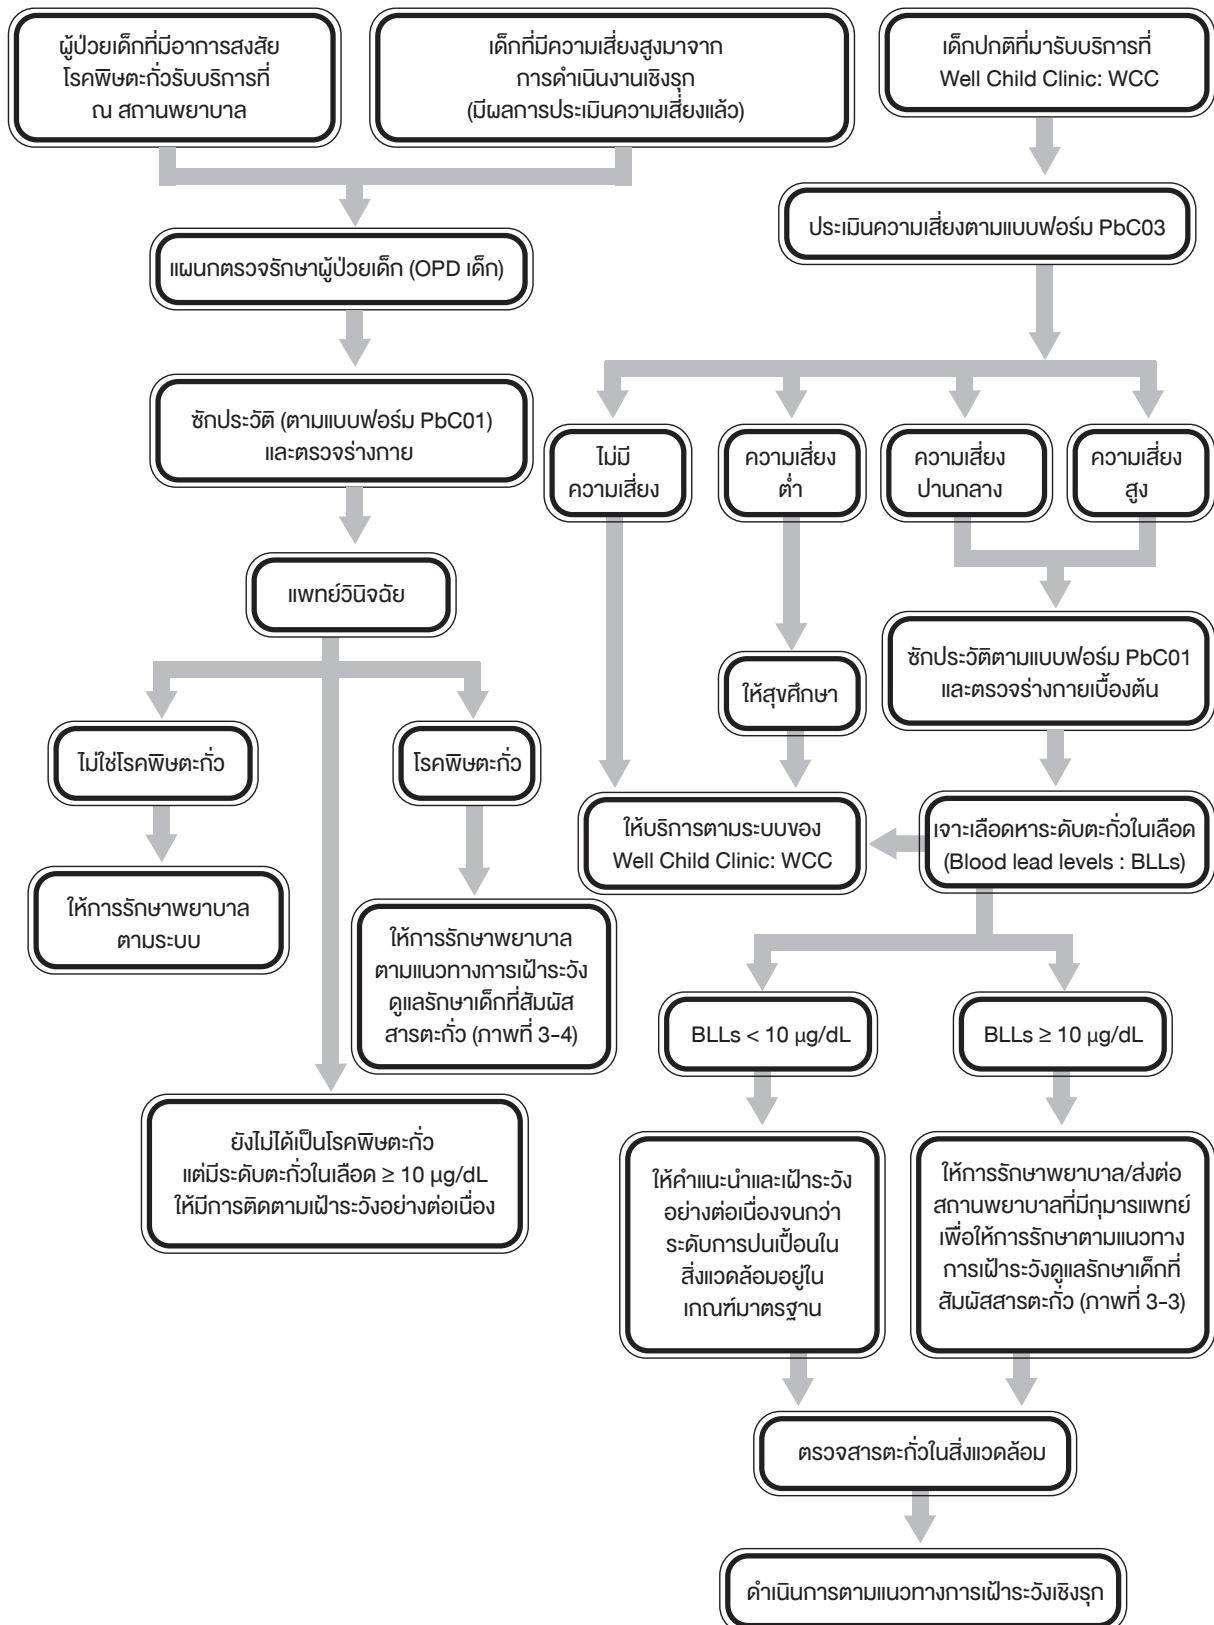 ผู้ป่วยเด็กที่มีอาการสงสัย
โรคพิษตะกั่วรับบริการที่
ณ สถานพยาบาล
เด็กที่มีความเสี่ยงสูงมาจาก
การดำเนินงานเชิงรุก
(มีผลการประเมินความเสี่ยงแล้ว)
เด็กปกติที่มารับบริการที่
Well Child Clinic: WCC
ประเมินความเสี่ยงตามแบบฟอร์ม PbC03
แผนกตรวจรักษาผู้ป่วยเด็ก (OPD เด็ก)
ซักประวัติ (ตามแบบฟอร์ม PbC01)
และตรวจร่างกาย
ไม่มี
ความเสี่ยง
ความเสี่ยง
ต่ำ
ความเสี่ยง
ปานกลาง
ความเสี่ยง
สูง
แพทย์วินิจฉัย
ให้สุขศึกษา
ซักประวัติตามแบบฟอร์ม PbC01
และตรวจร่างกายเบื้องต้น
ไม่ใช่โรคพิษตะกั่ว
โรคพิษตะกั่ว
ให้บริการตามระบบของ
Well Child Clinic: WCC
เจาะเลือดหาระดับตะกั่วในเลือด
(Blood lead levels : BLLs)
ให้การรักษาพยาบาล
ตามระบบ
ให้การรักษาพยาบาล
ตามแนวทางการเฝ้าระวัง
ดูแลรักษาเด็กที่สัมผัส
สารตะกั่ว (ภาพที่ 3-4)
BLLs < 10 µg/dL
BLLs ≥ 10 µg/dL
ยังไม่ได้เป็นโรคพิษตะกั่ว
แต่มีระดับตะกั่วในเลือด ≥ 10 µg/dL
ให้มีการติดตามเฝ้าระวังอย่างต่อเนื่อง
ให้คำแนะนำและเฝ้าระวัง
อย่างต่อเนื่องจนกว่า
ระดับการปนเปื้อนใน
สิ่งแวดล้อมอยู่ใน
เกณฑ์มาตรฐาน
ให้การรักษาพยาบาล/ส่งต่อ
สถานพยาบาลที่มีกุมารแพทย์
เพื่อให้การรักษาตามแนวทาง
การเฝ้าระวังดูแลรักษาเด็กที่
สัมผัสสารตะกั่ว (ภาพที่ 3-3)
ตรวจสารตะกั่วในสิ่งแวดล้อม
ดำเนินการตามแนวทางการเฝ้าระวังเชิงรุก